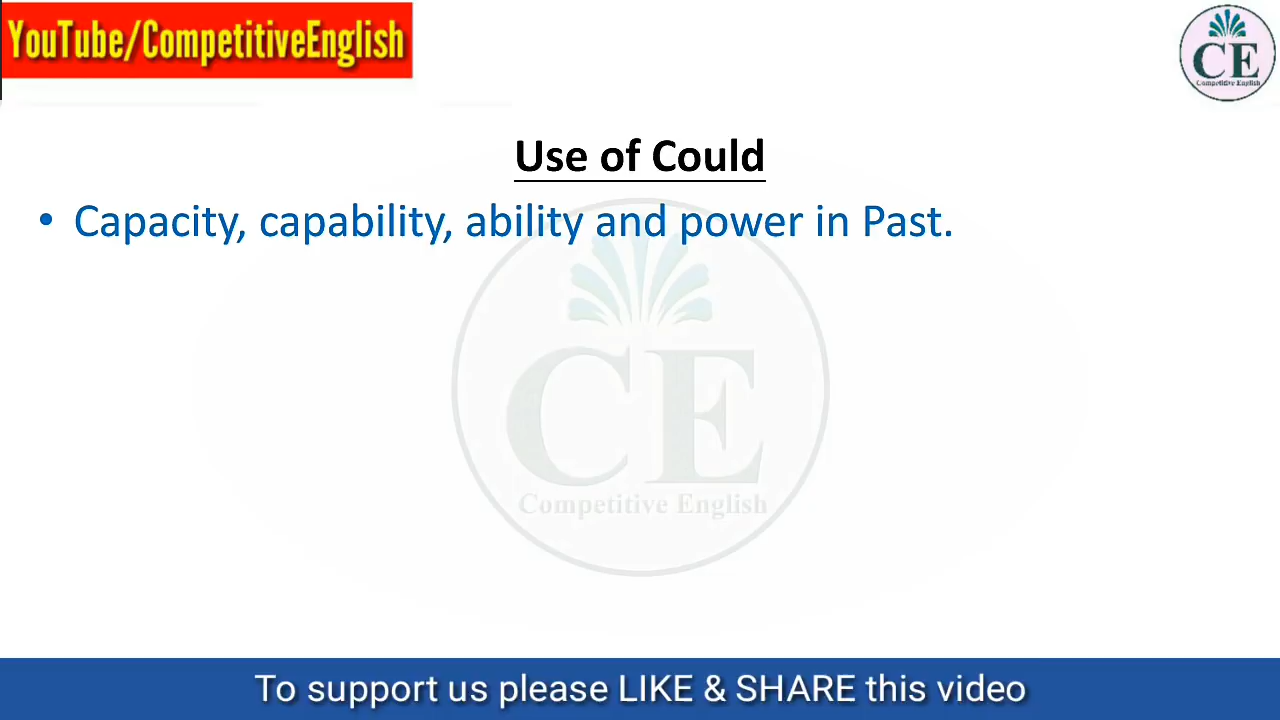 YouTube/CompetitiveEnglish
CE
Competitive English
Use of Could
• Capacity, capability, ability and power in Past.
CE
Competitive English
To support us please LIKE & SHARE this video